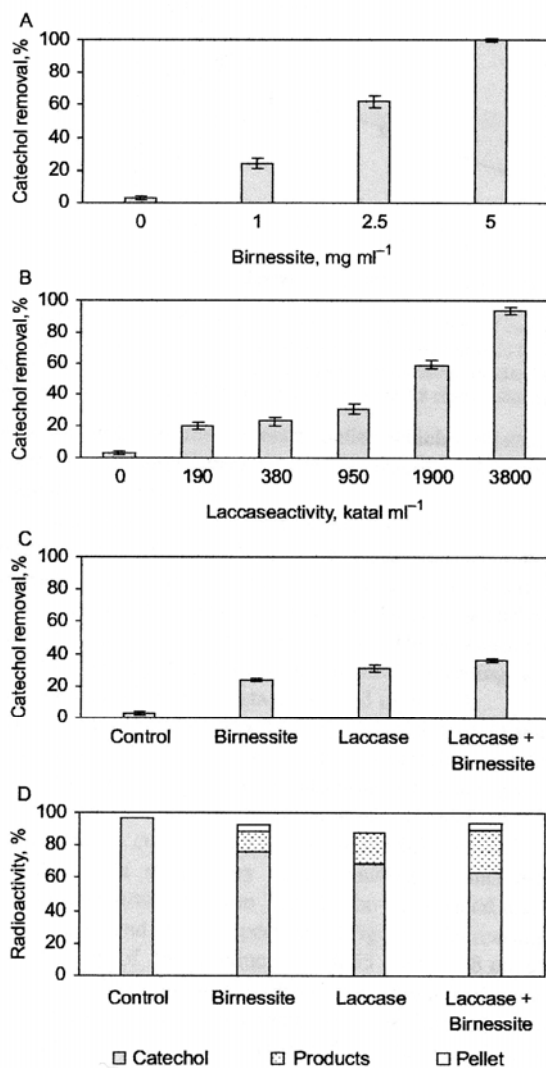 A
Catechol removal,%
100
80
60
40
20
0
0 1 2.5 5
Birnessite, mg ml⁻¹
B
Catechol removal,%
100
80
60
40
20
0
0 190 380 950 1900 3800
Laccaseactivity, katal ml⁻¹
C
Catechol removal,%
100
80
60
40
20
0
Control Birnessite Laccase Laccase +
Birnessite
D
Radioactivity, %
100
80
60
40
20
0
Control Birnessite Laccase Laccase +
Birnessite
Catechol Products Pellet